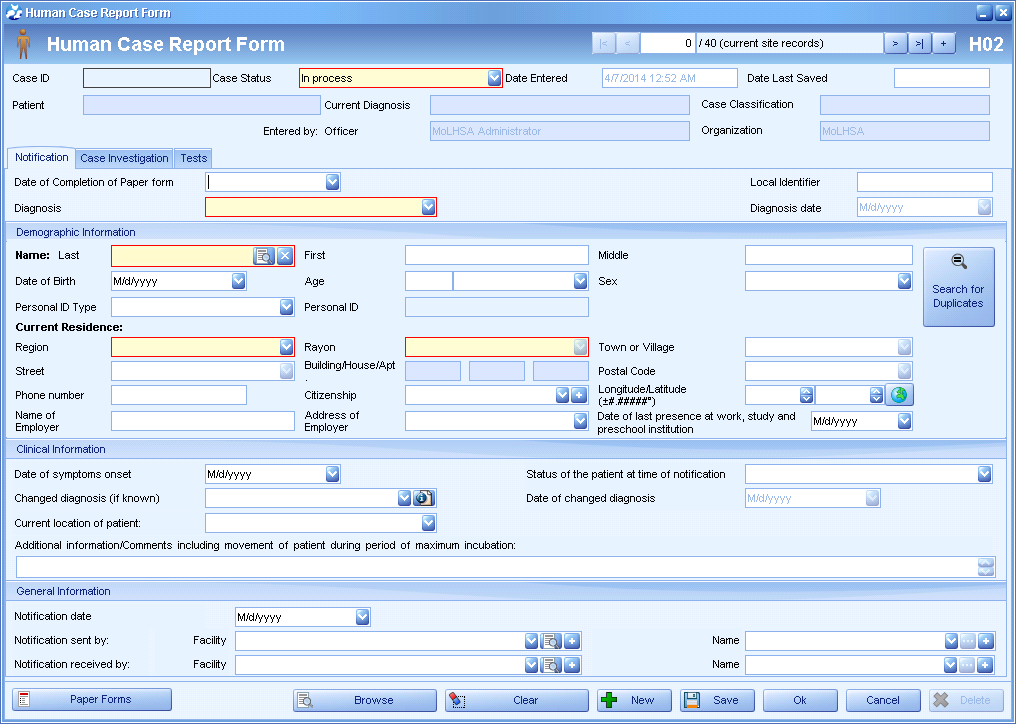 Human Case Report Form
Human Case Report Form |< < 0 / 40 (current site records) > >| + H02
Case ID Case Status In process Date Entered 4/7/2014 12:52 AM Date Last Saved
Patient Current Diagnosis Case Classification
Entered by: Officer MoLHSA Administrator Organization MoLHSA
Notification Case Investigation Tests
Date of Completion of Paper form Local Identifier
Diagnosis Diagnosis date M/d/yyyy
Demographic Information
Name: Last First Middle
Date of Birth M/d/yyyy Age Sex
Search for
Duplicates
Personal ID Type Personal ID
Current Residence:
Region Rayon Town or Village
Street Building/House/Apt
. Postal Code
Phone number Citizenship + Longitude/Latitude
(±#.#####°)
Name of
Employer Address of
Employer Date of last presence at work, study and
preschool institution M/d/yyyy
Clinical Information
Date of symptoms onset M/d/yyyy Status of the patient at time of notification
Changed diagnosis (if known) Date of changed diagnosis M/d/yyyy
Current location of patient:
Additional information/Comments including movement of patient during period of maximum incubation:
General Information
Notification date M/d/yyyy
Notification sent by: Facility + Name ... +
Notification received by: Facility + Name ... +
Paper Forms Browse Clear New Save Ok Cancel Delete